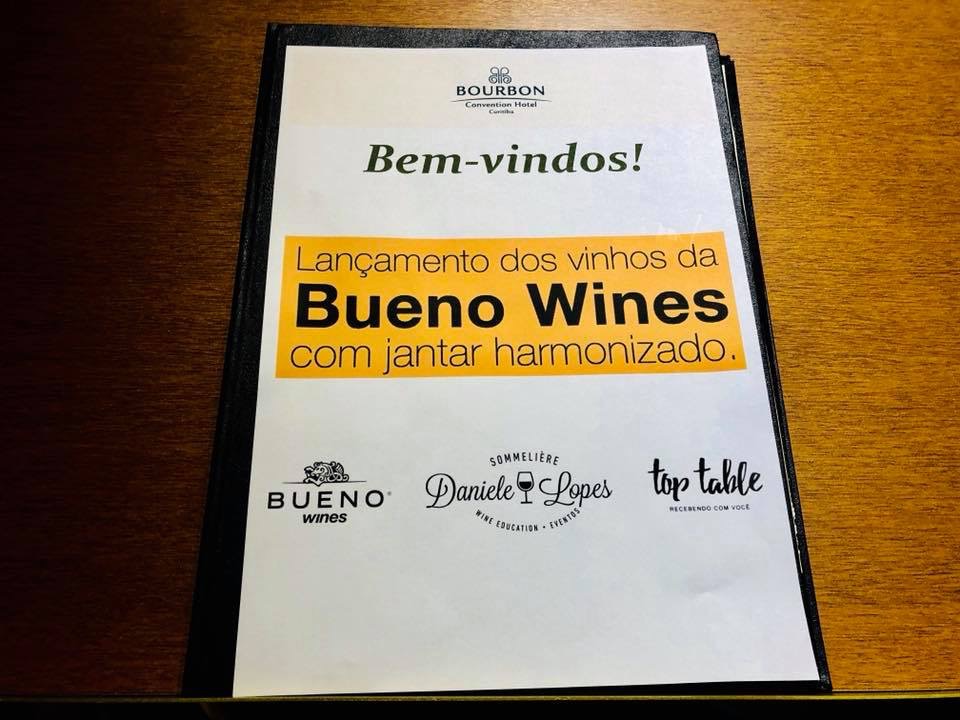 BOURBON
Convention Hotel
Curitiba
Bem-vindos!
Lançamento dos vinhos da
Bueno Wines
com jantar harmonizado.
BUENO®
wines
SOMMELIÈRE
Daniele Lopes
WINE EDUCATION • EVENTOS
top table
RECEBENDO COM VOCÊ